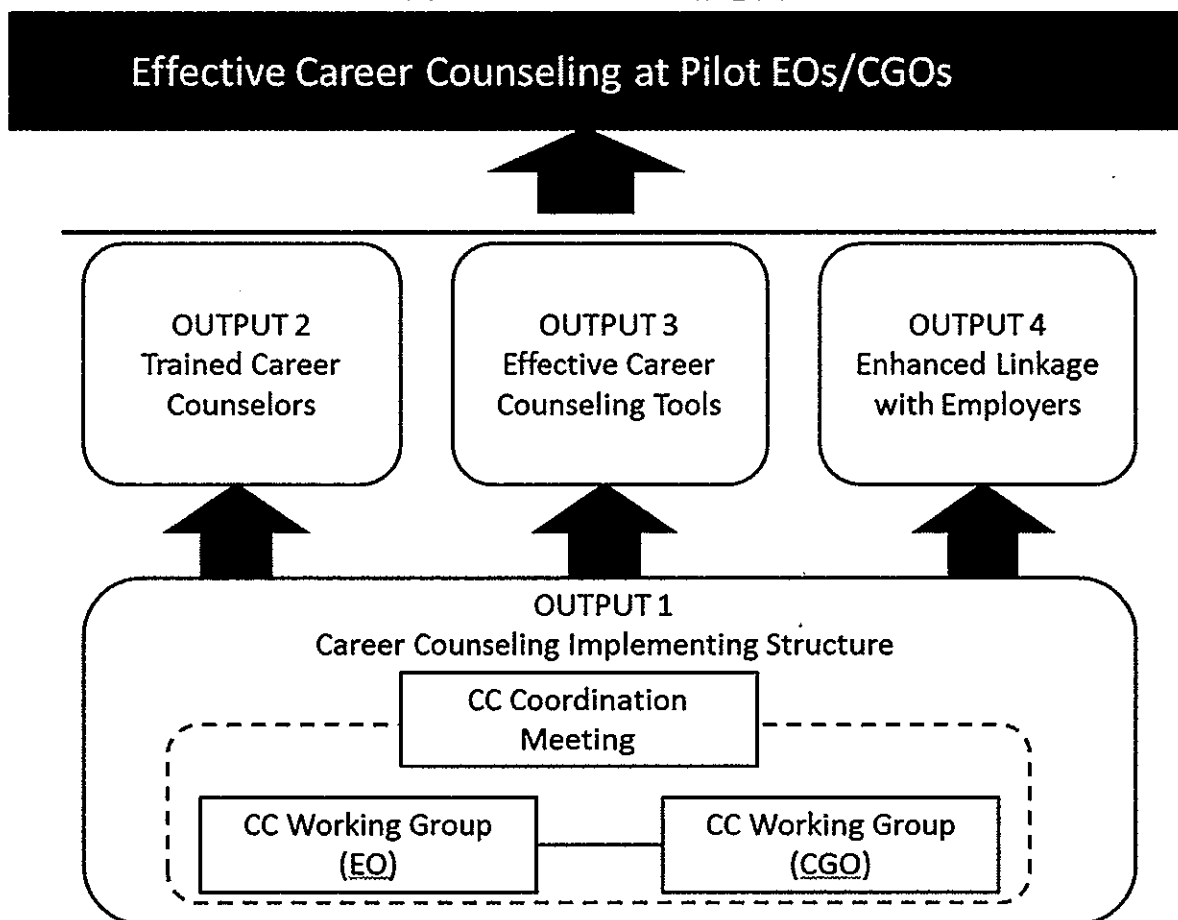 Effective Career Counseling at Pilot EOs/CGOs
OUTPUT 2
Trained Career
Counselors
OUTPUT 3
Effective Career
Counseling Tools
OUTPUT 4
Enhanced Linkage
with Employers
OUTPUT 1
Career Counseling Implementing Structure
CC Coordination
Meeting
CC Working Group
(EO)
CC Working Group
(CGO)